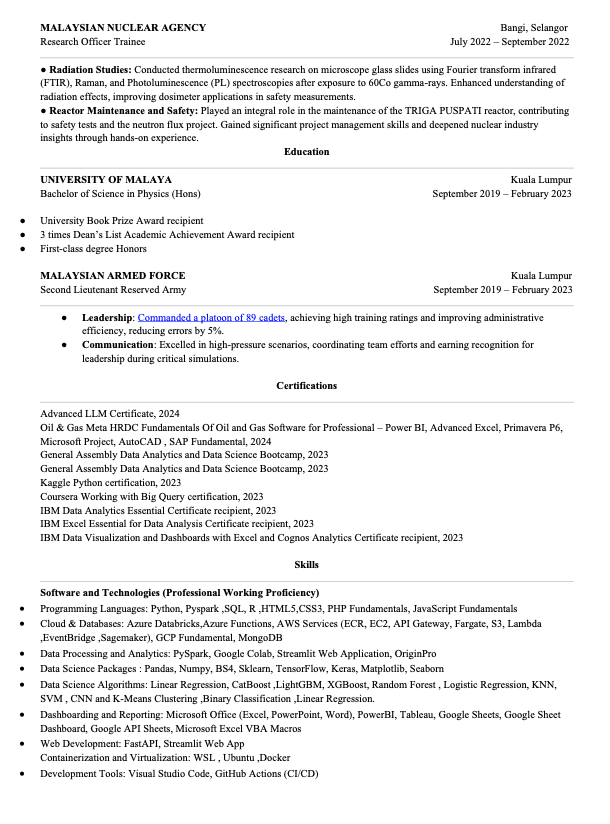 MALAYSIAN NUCLEAR AGENCY Bangi, Selangor
Research Officer Trainee July 2022 – September 2022
● Radiation Studies: Conducted thermoluminescence research on microscope glass slides using Fourier transform infrared
(FTIR), Raman, and Photoluminescence (PL) spectroscopies after exposure to 60Co gamma-rays. Enhanced understanding of
radiation effects, improving dosimeter applications in safety measurements.
● Reactor Maintenance and Safety: Played an integral role in the maintenance of the TRIGA PUSPATI reactor, contributing
to safety tests and the neutron flux project. Gained significant project management skills and deepened nuclear industry
insights through hands-on experience.
Education
UNIVERSITY OF MALAYA Kuala Lumpur
Bachelor of Science in Physics (Hons) September 2019 – February 2023
● University Book Prize Award recipient
● 3 times Dean’s List Academic Achievement Award recipient
● First-class degree Honors
MALAYSIAN ARMED FORCE Kuala Lumpur
Second Lieutenant Reserved Army September 2019 – February 2023
● Leadership: Commanded a platoon of 89 cadets, achieving high training ratings and improving administrative
efficiency, reducing errors by 5%.
● Communication: Excelled in high-pressure scenarios, coordinating team efforts and earning recognition for
leadership during critical simulations.
Certifications
Advanced LLM Certificate, 2024
Oil & Gas Meta HRDC Fundamentals Of Oil and Gas Software for Professional – Power BI, Advanced Excel, Primavera P6,
Microsoft Project, AutoCAD , SAP Fundamental, 2024
General Assembly Data Analytics and Data Science Bootcamp, 2023
General Assembly Data Analytics and Data Science Bootcamp, 2023
Kaggle Python certification, 2023
Coursera Working with Big Query certification, 2023
IBM Data Analytics Essential Certificate recipient, 2023
IBM Excel Essential for Data Analysis Certificate recipient, 2023
IBM Data Visualization and Dashboards with Excel and Cognos Analytics Certificate recipient, 2023
Skills
Software and Technologies (Professional Working Proficiency)
● Programming Languages: Python, Pyspark ,SQL, R ,HTML5,CSS3, PHP Fundamentals, JavaScript Fundamentals
● Cloud & Databases: Azure Databricks,Azure Functions, AWS Services (ECR, EC2, API Gateway, Fargate, S3, Lambda
,EventBridge ,Sagemaker), GCP Fundamental, MongoDB
● Data Processing and Analytics: PySpark, Google Colab, Streamlit Web Application, OriginPro
● Data Science Packages : Pandas, Numpy, BS4, Sklearn, TensorFlow, Keras, Matplotlib, Seaborn
● Data Science Algorithms: Linear Regression, CatBoost ,LightGBM, XGBoost, Random Forest , Logistic Regression, KNN,
SVM , CNN and K-Means Clustering ,Binary Classification ,Linear Regression.
● Dashboarding and Reporting: Microsoft Office (Excel, PowerPoint, Word), PowerBI, Tableau, Google Sheets, Google Sheet
Dashboard, Google API Sheets, Microsoft Excel VBA Macros
● Web Development: FastAPI, Streamlit Web App
Containerization and Virtualization: WSL , Ubuntu ,Docker
● Development Tools: Visual Studio Code, GitHub Actions (CI/CD)